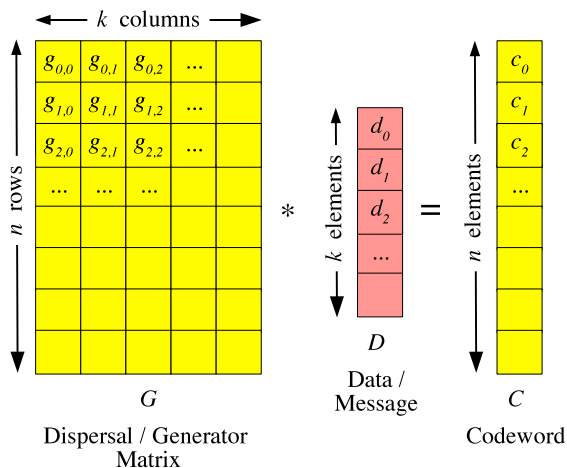 k columns
n rows
g0,0 g0,1 g0,2 ...
g1,0 g1,1 g1,2 ...
g2,0 g2,1 g2,2 ...
... ... ...
*
k elements
d0
d1
d2
...
=
n elements
c0
c1
c2
...
G
Dispersal / Generator
Matrix
D
Data /
Message
C
Codeword